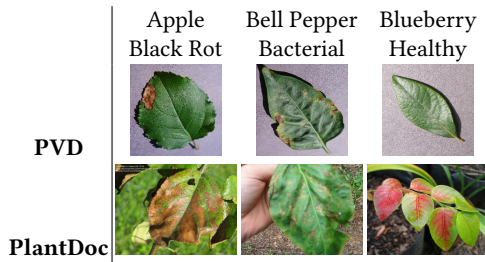 Apple
Black Rot
Bell Pepper
Bacterial
Blueberry
Healthy
PVD
PlantDoc